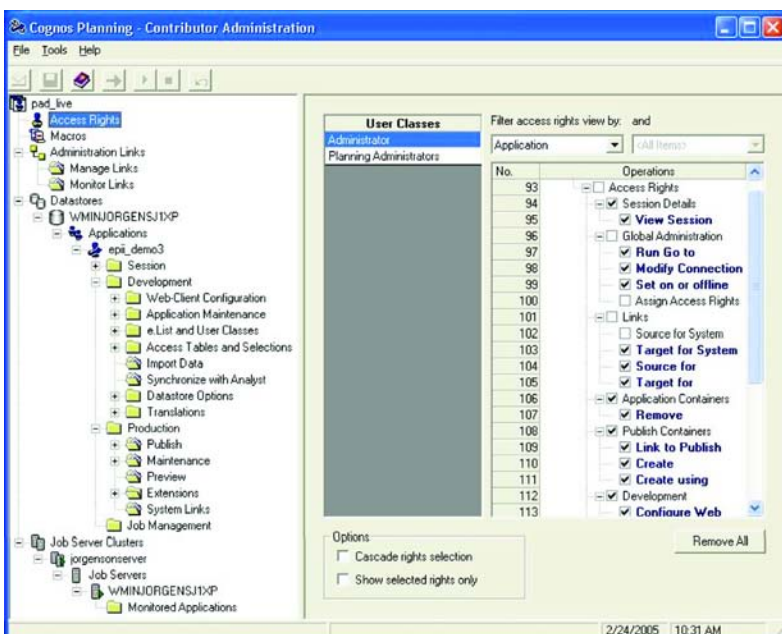 Cognos Planning - Contributor Administration
File Tools Help
pad_live
Access Rights
Macros
Administration Links
Manage Links
Monitor Links
Datastores
WMINJORGENSJ1XP
Applications
epii_demo3
Session
Development
Web-Client Configuration
Application Maintenance
e.List and User Classes
Access Tables and Selections
Import Data
Synchronize with Analyst
Datastore Options
Translations
Production
Publish
Maintenance
Preview
Extensions
System Links
Job Management
Job Server Clusters
jorgensonserver
Job Servers
WMINJORGENSJ1XP
Monitored Applications
User Classes
Administrator
Planning Administrators
Filter access rights view by: and
Application <All Items>
No. Operations
93 Access Rights
94 Session Details
95 View Session
96 Global Administration
97 Run Go to
98 Modify Connection
99 Set on or offline
100 Assign Access Rights
101 Links
102 Source for System
103 Target for System
104 Source for
105 Target for
106 Application Containers
107 Remove
108 Publish Containers
109 Link to Publish
110 Create
111 Create using
112 Development
113 Configure Web
Options
Cascade rights selection
Show selected rights only
Remove All
2/24/2005 10:31 AM